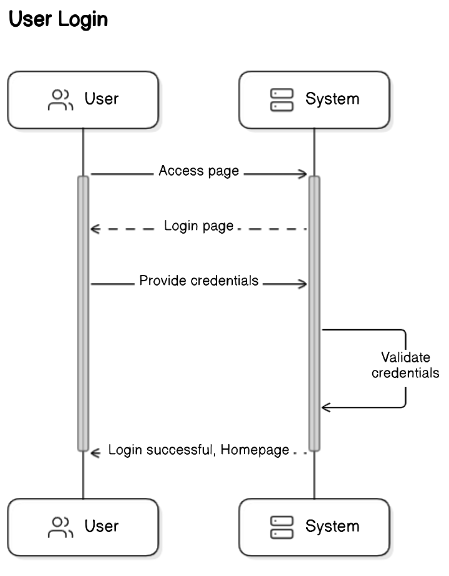 User Login
User
System
Access page
Login page
Provide credentials
Validate
credentials
Login successful, Homepage
User
System